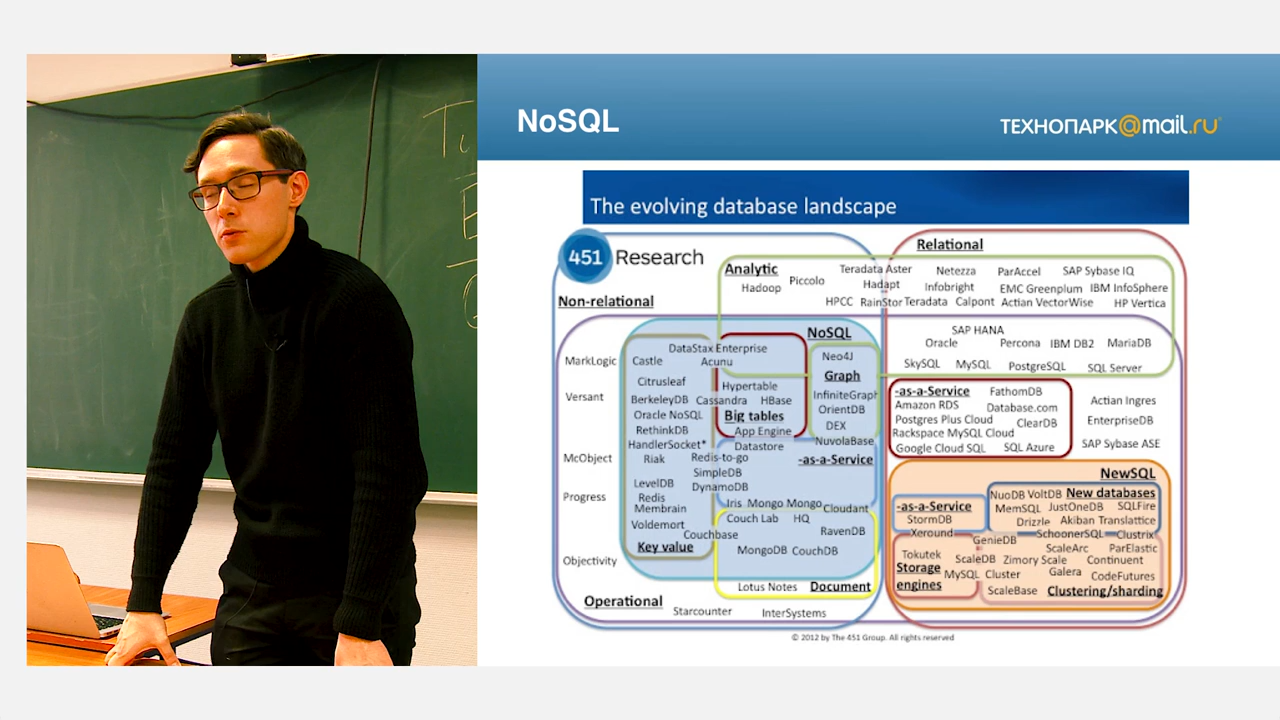 NoSQL
ТЕХНОПАРК@mail.ru
The evolving database landscape
451 Research
Relational
Analytic
Hadoop
Piccolo
Teradata Aster
Hadapt
HPCC
RainStor
Netezza
ParAccel
SAP Sybase IQ
Infobright
EMC Greenplum
IBM InfoSphere
Teradata
Calpont
Actian VectorWise
HP Vertica
Non-relational
NoSQL
SAP HANA
Oracle
Percona
IBM DB2
MariaDB
SkySQL
MySQL
PostgreSQL
SQL Server
MarkLogic
Versant
McObject
Progress
Objectivity
DataStax Enterprise
Castle
Acunu
Citrusleaf
Hypertable
BerkeleyDB
Cassandra
HBase
Oracle NoSQL
Big tables
RethinkDB
App Engine
HandlerSocket*
Datastore
Riak
Redis-to-go
SimpleDB
LevelDB
DynamoDB
Redis
Membrain
Voldemort
Couchbase
Key value
Neo4J
Graph
InfiniteGraph
OrientDB
DEX
NuvolaBase
-as-a-Service
Iris
Mongo
Mongo
Couch
Lab
HQ
Cloudant
RavenDB
MongoDB
CouchDB
Lotus Notes
Document
-as-a-Service
FathomDB
Amazon RDS
Database.com
Postgres Plus Cloud
ClearDB
Rackspace MySQL Cloud
Google Cloud SQL
SQL Azure
Actian Ingres
EnterpriseDB
SAP Sybase ASE
NewSQL
-as-a-Service
StormDB
Xeround
NuoDB
VoltDB
New databases
MemSQL
JustOneDB
SQLFire
Drizzle
Akiban
Translattice
SchoonerSQL
Clustrix
GenieDB
ScaleArc
ParElastic
Tokutek
ScaleDB
Zimory Scale
Continuent
Storage
engines
MySQL Cluster
Galera
CodeFutures
ScaleBase
Clustering/sharding
Operational
Starcounter
InterSystems
© 2012 by The 451 Group. All rights reserved